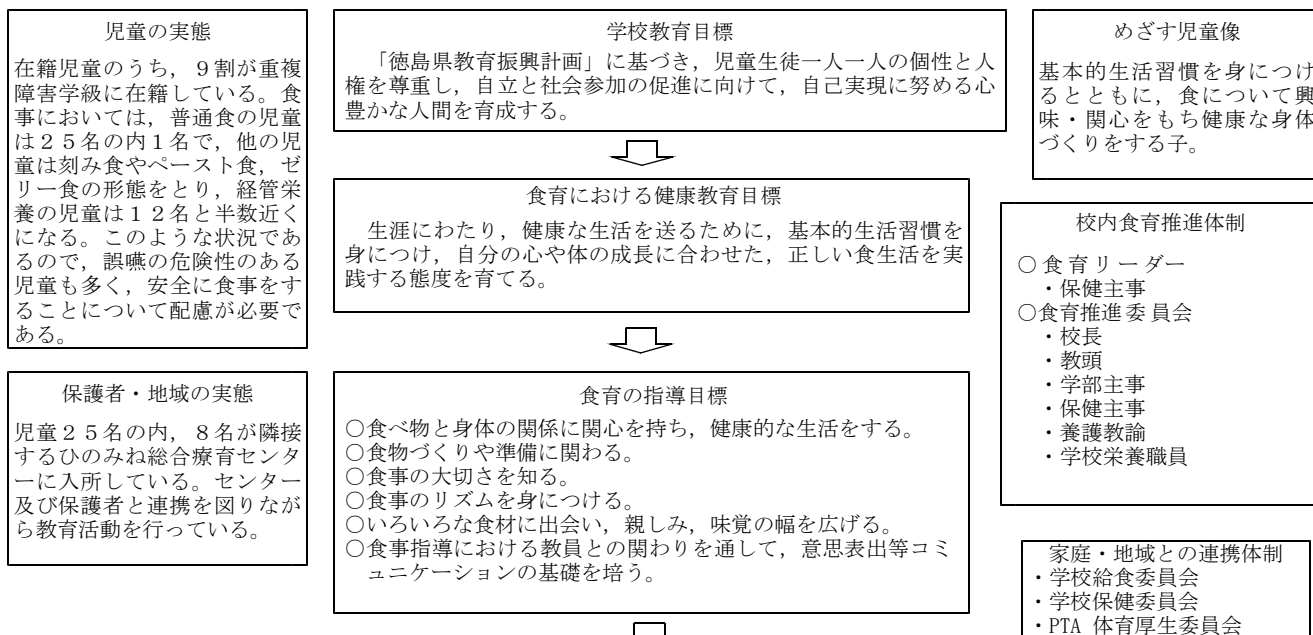 児童の実態
在籍児童のうち，９割が重複
障害学級に在籍している。食
事においては，普通食の児童
は２５名の内１名で，他の児
童は刻み食やペースト食，ゼ
リー食の形態をとり，経管栄
養の児童は１２名と半数近く
になる。このような状況であ
るので，誤嚥の危険性のある
児童も多く，安全に食事をす
ることについて配慮が必要で
ある。
保護者・地域の実態
児童２５名の内，８名が隣接
するひのみね総合療育センタ
ーに入所している。センター
及び保護者と連携を図りなが
ら教育活動を行っている。
学校教育目標
「徳島県教育振興計画」に基づき，児童生徒一人一人の個性と人
権を尊重し，自立と社会参加の促進に向けて，自己実現に努める心
豊かな人間を育成する。
食育における健康教育目標
生涯にわたり，健康な生活を送るために，基本的生活習慣を
身につけ，自分の心や体の成長に合わせた，正しい食生活を実
践する態度を育てる。
食育の指導目標
○食べ物と身体の関係に関心を持ち，健康的な生活をする。
○食物づくりや準備に関わる。
○食事の大切さを知る。
○食事のリズムを身につける。
○いろいろな食材に出会い，親しみ，味覚の幅を広げる。
○食事指導における教員との関わりを通して，意思表出等コミ
ュニケーションの基礎を培う。
めざす児童像
基本的生活習慣を身につけ
るとともに，食について興
味・関心をもち健康な身体
づくりをする子。
校内食育推進体制
○食育リーダー
・保健主事
○食育推進委員会
・校長
・教頭
・学部主事
・保健主事
・養護教諭
・学校栄養職員
家庭・地域との連携体制
・学校給食委員会
・学校保健委員会
・PTA 体育厚生委員会